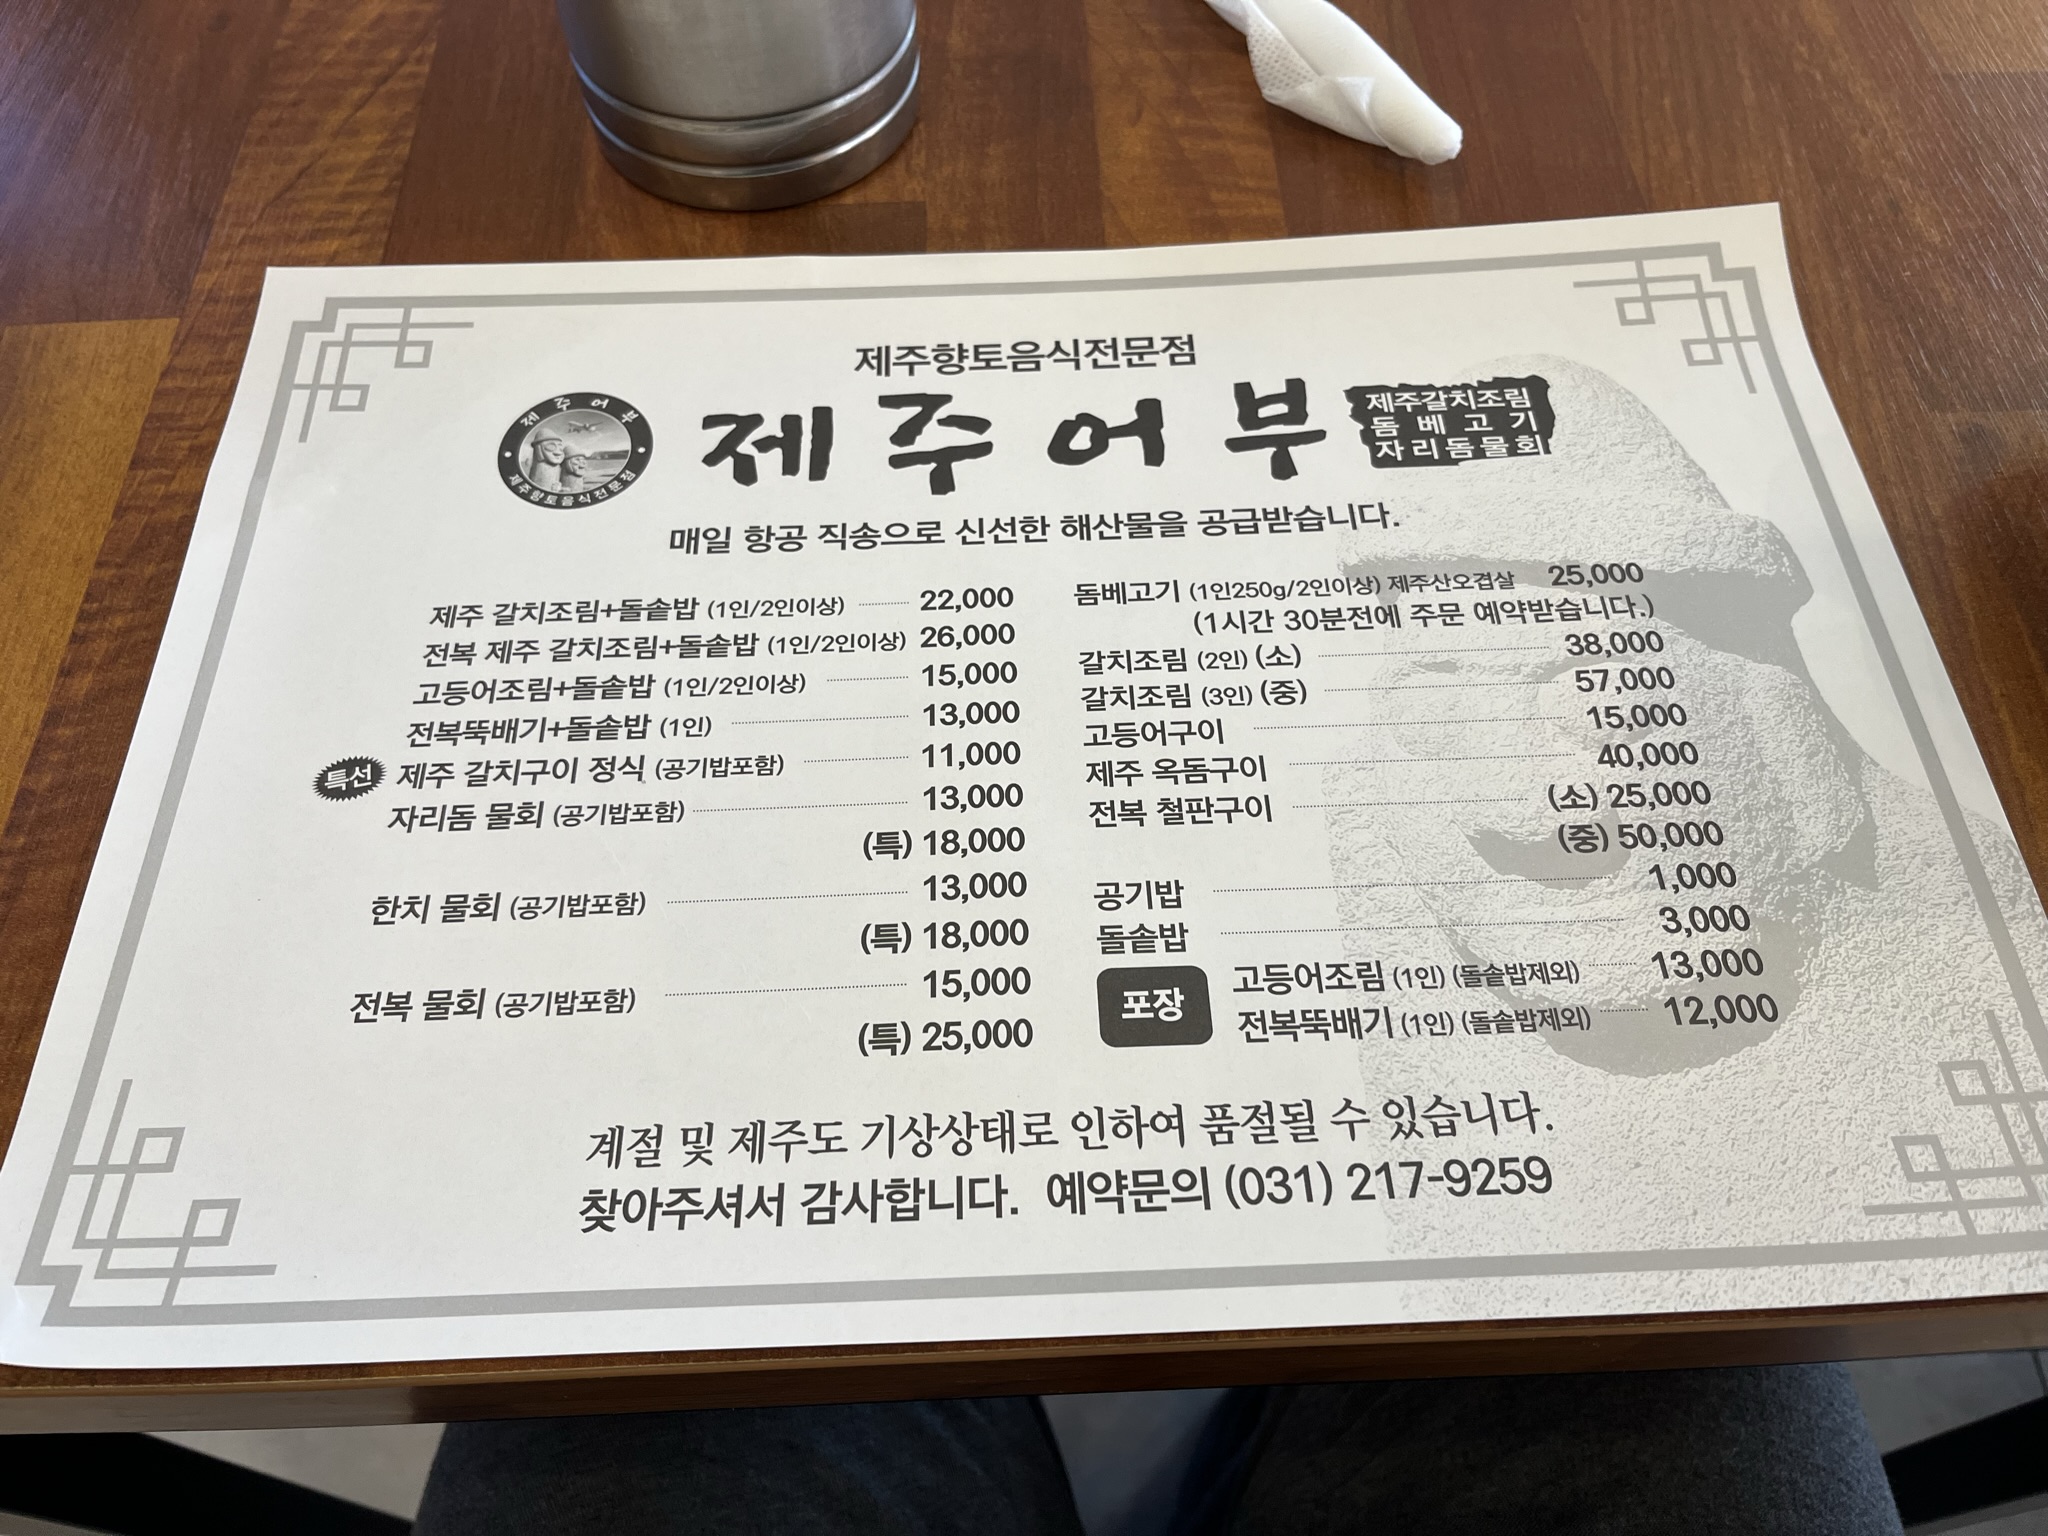 제주향토음식전문점
제주어부
제주향토음식전문점
제주어부
제주갈치조림
돔베고기
자리돔물회
매일 항공 직송으로 신선한 해산물을 공급받습니다.
제주 갈치조림+돌솥밥 (1인/2인이상) 22,000
전복 제주 갈치조림+돌솥밥 (1인/2인이상) 26,000
고등어조림+돌솥밥 (1인/2인이상) 15,000
전복뚝배기+돌솥밥 (1인) 13,000
특선 제주 갈치구이 정식 (공기밥포함) 11,000
자리돔 물회 (공기밥포함) 13,000
(특) 18,000
한치 물회 (공기밥포함) 13,000
(특) 18,000
전복 물회 (공기밥포함) 15,000
(특) 25,000
돔베고기 (1인250g/2인이상) 제주산오겹살 25,000
(1시간 30분전에 주문 예약받습니다.)
갈치조림 (2인) (소) 38,000
갈치조림 (3인) (중) 57,000
고등어구이 15,000
제주 옥돔구이 40,000
전복 철판구이 (소) 25,000
(중) 50,000
공기밥 1,000
돌솥밥 3,000
포장
고등어조림 (1인) (돌솥밥제외) 13,000
전복뚝배기 (1인) (돌솥밥제외) 12,000
계절 및 제주도 기상상태로 인하여 품절될 수 있습니다.
찾아주셔서 감사합니다. 예약문의 (031) 217-9259